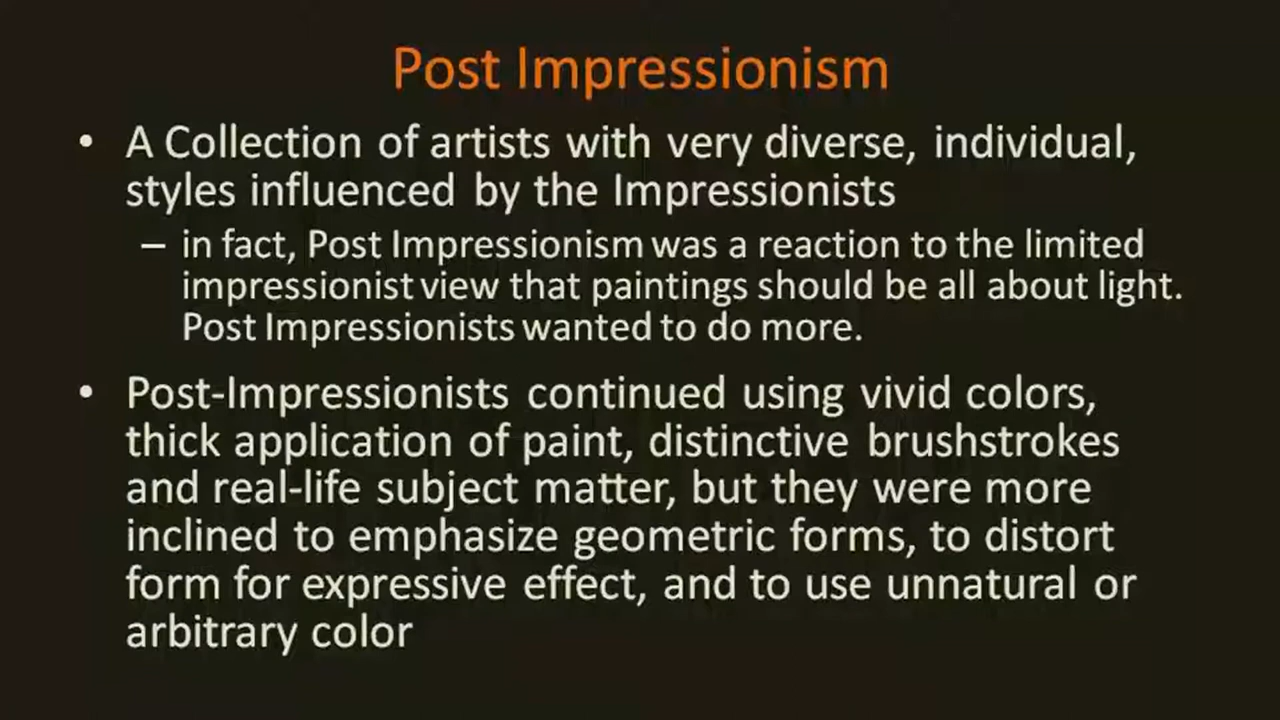 Post Impressionism
• A Collection of artists with very diverse, individual,
styles influenced by the Impressionists
– in fact, Post Impressionism was a reaction to the limited
impressionist view that paintings should be all about light.
Post Impressionists wanted to do more.
• Post-Impressionists continued using vivid colors,
thick application of paint, distinctive brushstrokes
and real-life subject matter, but they were more
inclined to emphasize geometric forms, to distort
form for expressive effect, and to use unnatural or
arbitrary color